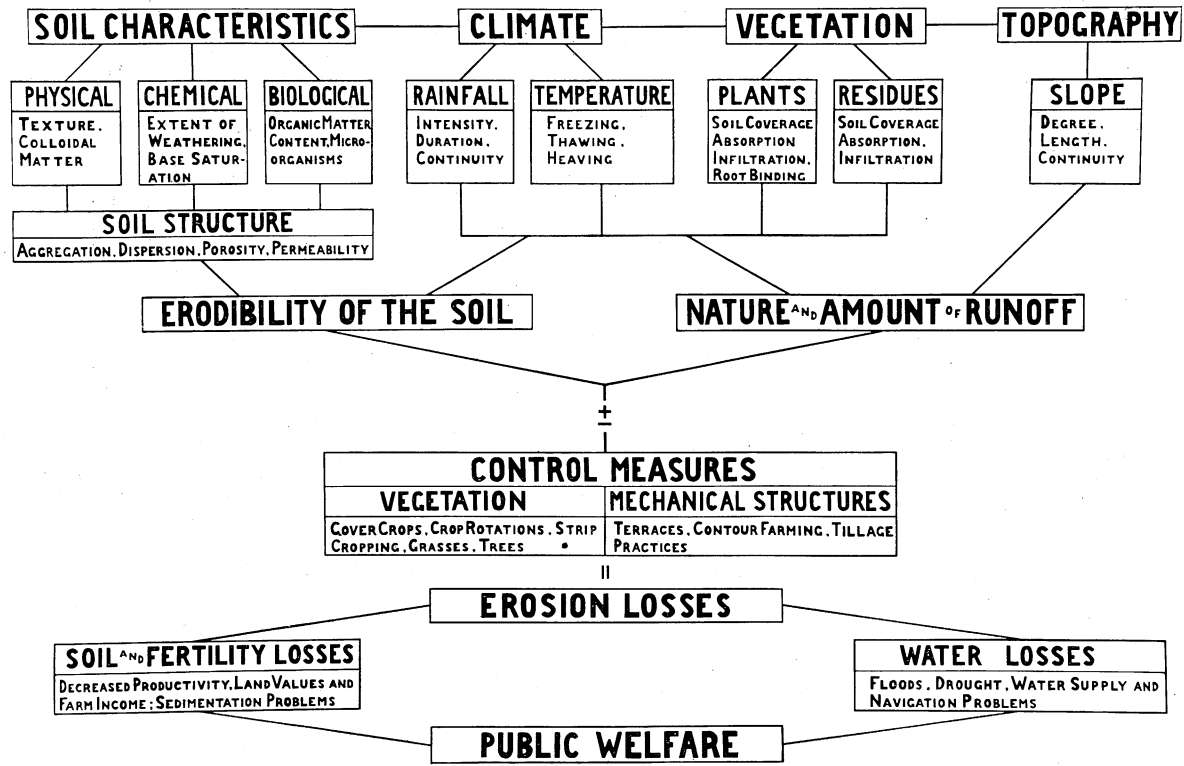 SOIL CHARACTERISTICS
CLIMATE
VEGETATION
TOPOGRAPHY
PHYSICAL
TEXTURE,
COLLOIDAL
MATTER
CHEMICAL
EXTENT OF
WEATHERING,
BASE SATUR-
ATION
BIOLOGICAL
ORGANIC MATTER
CONTENT, MICRO-
ORGANISMS
RAINFALL
INTENSITY,
DURATION,
CONTINUITY
TEMPERATURE
FREEZING,
THAWING,
HEAVING
PLANTS
SOIL COVERAGE
ABSORPTION
INFILTRATION,
ROOT BINDING
RESIDUES
SOIL COVERAGE
ABSORPTION,
INFILTRATION
SLOPE
DEGREE,
LENGTH,
CONTINUITY
SOIL STRUCTURE
AGGREGATION, DISPERSION, POROSITY, PERMEABILITY
ERODIBILITY OF THE SOIL
NATURE AND AMOUNT OF RUNOFF
±
CONTROL MEASURES
VEGETATION
COVER CROPS, CROP ROTATIONS, STRIP
CROPPING, GRASSES, TREES
MECHANICAL STRUCTURES
TERRACES, CONTOUR FARMING, TILLAGE
PRACTICES
=
EROSION LOSSES
SOIL AND FERTILITY LOSSES
DECREASED PRODUCTIVITY, LAND VALUES AND
FARM INCOME; SEDIMENTATION PROBLEMS
WATER LOSSES
FLOODS, DROUGHT, WATER SUPPLY AND
NAVIGATION PROBLEMS
PUBLIC WELFARE